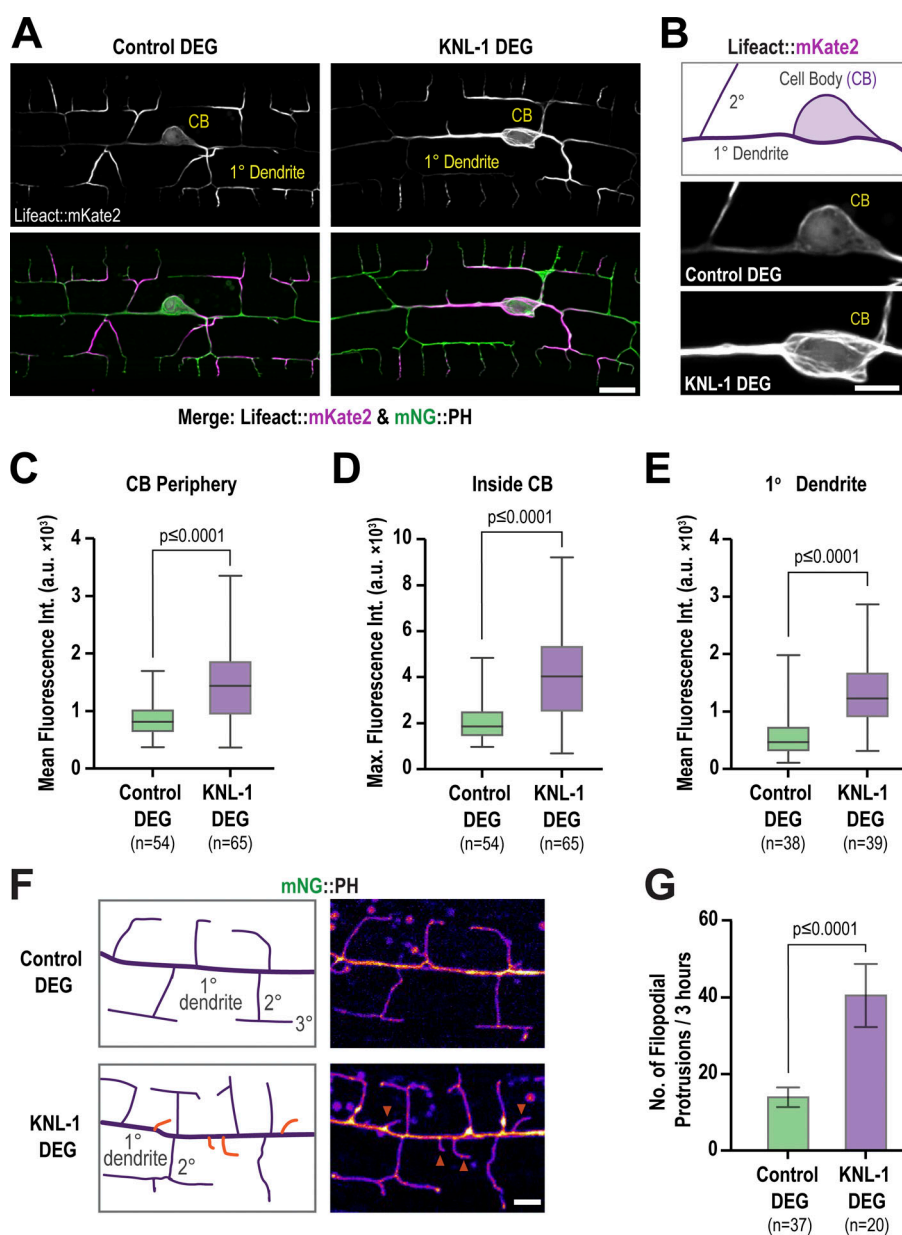 A
Control DEG
KNL-1 DEG
CB
1° Dendrite
Lifeact::mKate2
CB
1° Dendrite
Merge: Lifeact::mKate2 & mNG::PH
B
Lifeact::mKate2
Cell Body (CB)
2°
1° Dendrite
CB
Control DEG
CB
KNL-1 DEG
C
CB Periphery
Mean Fluorescence Int. (a.u. ×10³)
4
3
2
1
0
p≤0.0001
Control
DEG
(n=54)
KNL-1
DEG
(n=65)
D
Inside CB
Max. Fluorescence Int. (a.u. ×10³)
10
8
6
4
2
0
p≤0.0001
Control
DEG
(n=54)
KNL-1
DEG
(n=65)
E
1° Dendrite
Mean Fluorescence Int. (a.u. ×10³)
4
3
2
1
0
p≤0.0001
Control
DEG
(n=38)
KNL-1
DEG
(n=39)
F
mNG::PH
Control
DEG
1°
dendrite
2°
3°
KNL-1
DEG
1°
dendrite
2°
G
No. of Filopodial
Protrusions / 3 hours
60
40
20
0
p≤0.0001
Control
DEG
(n=37)
KNL-1
DEG
(n=20)